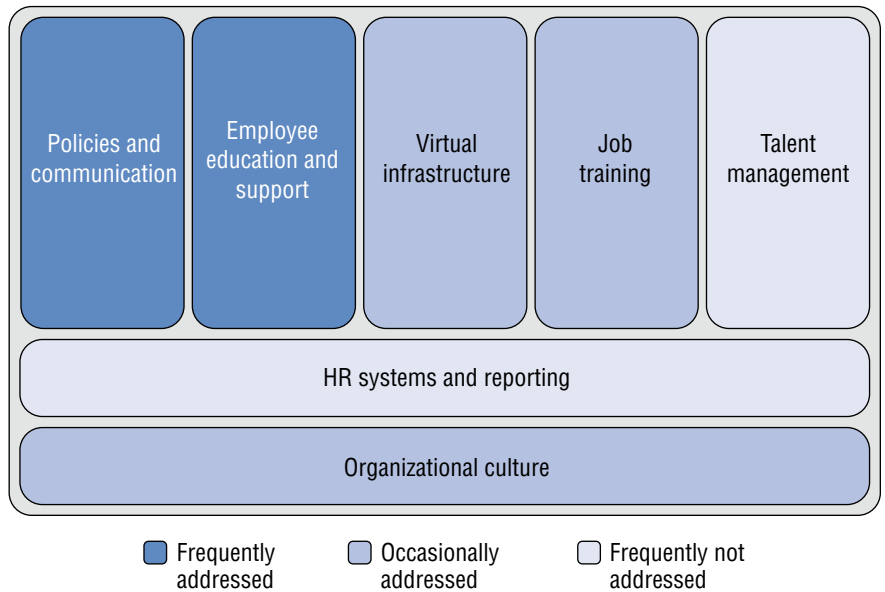 Policies and
communication
Employee
education and
support
Virtual
infrastructure
Job
training
Talent
management
HR systems and reporting
Organizational culture
Frequently
addressed
Occasionally
addressed
Frequently not
addressed